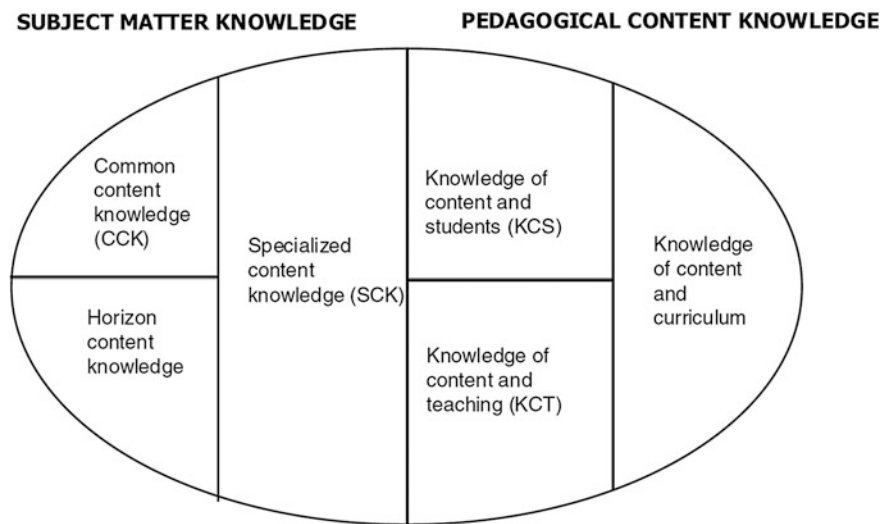 SUBJECT MATTER KNOWLEDGE
PEDAGOGICAL CONTENT KNOWLEDGE
Common
content
knowledge
(CCK)
Horizon
content
knowledge
Specialized
content
knowledge (SCK)
Knowledge of
content and
students (KCS)
Knowledge of
content and
teaching (KCT)
Knowledge
of content
and
curriculum